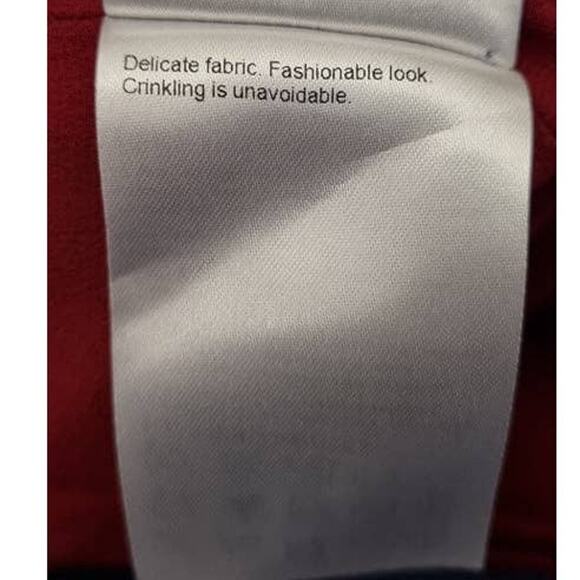 Delicate fabric. Fashionable look.
Crinkling is unavoidable.